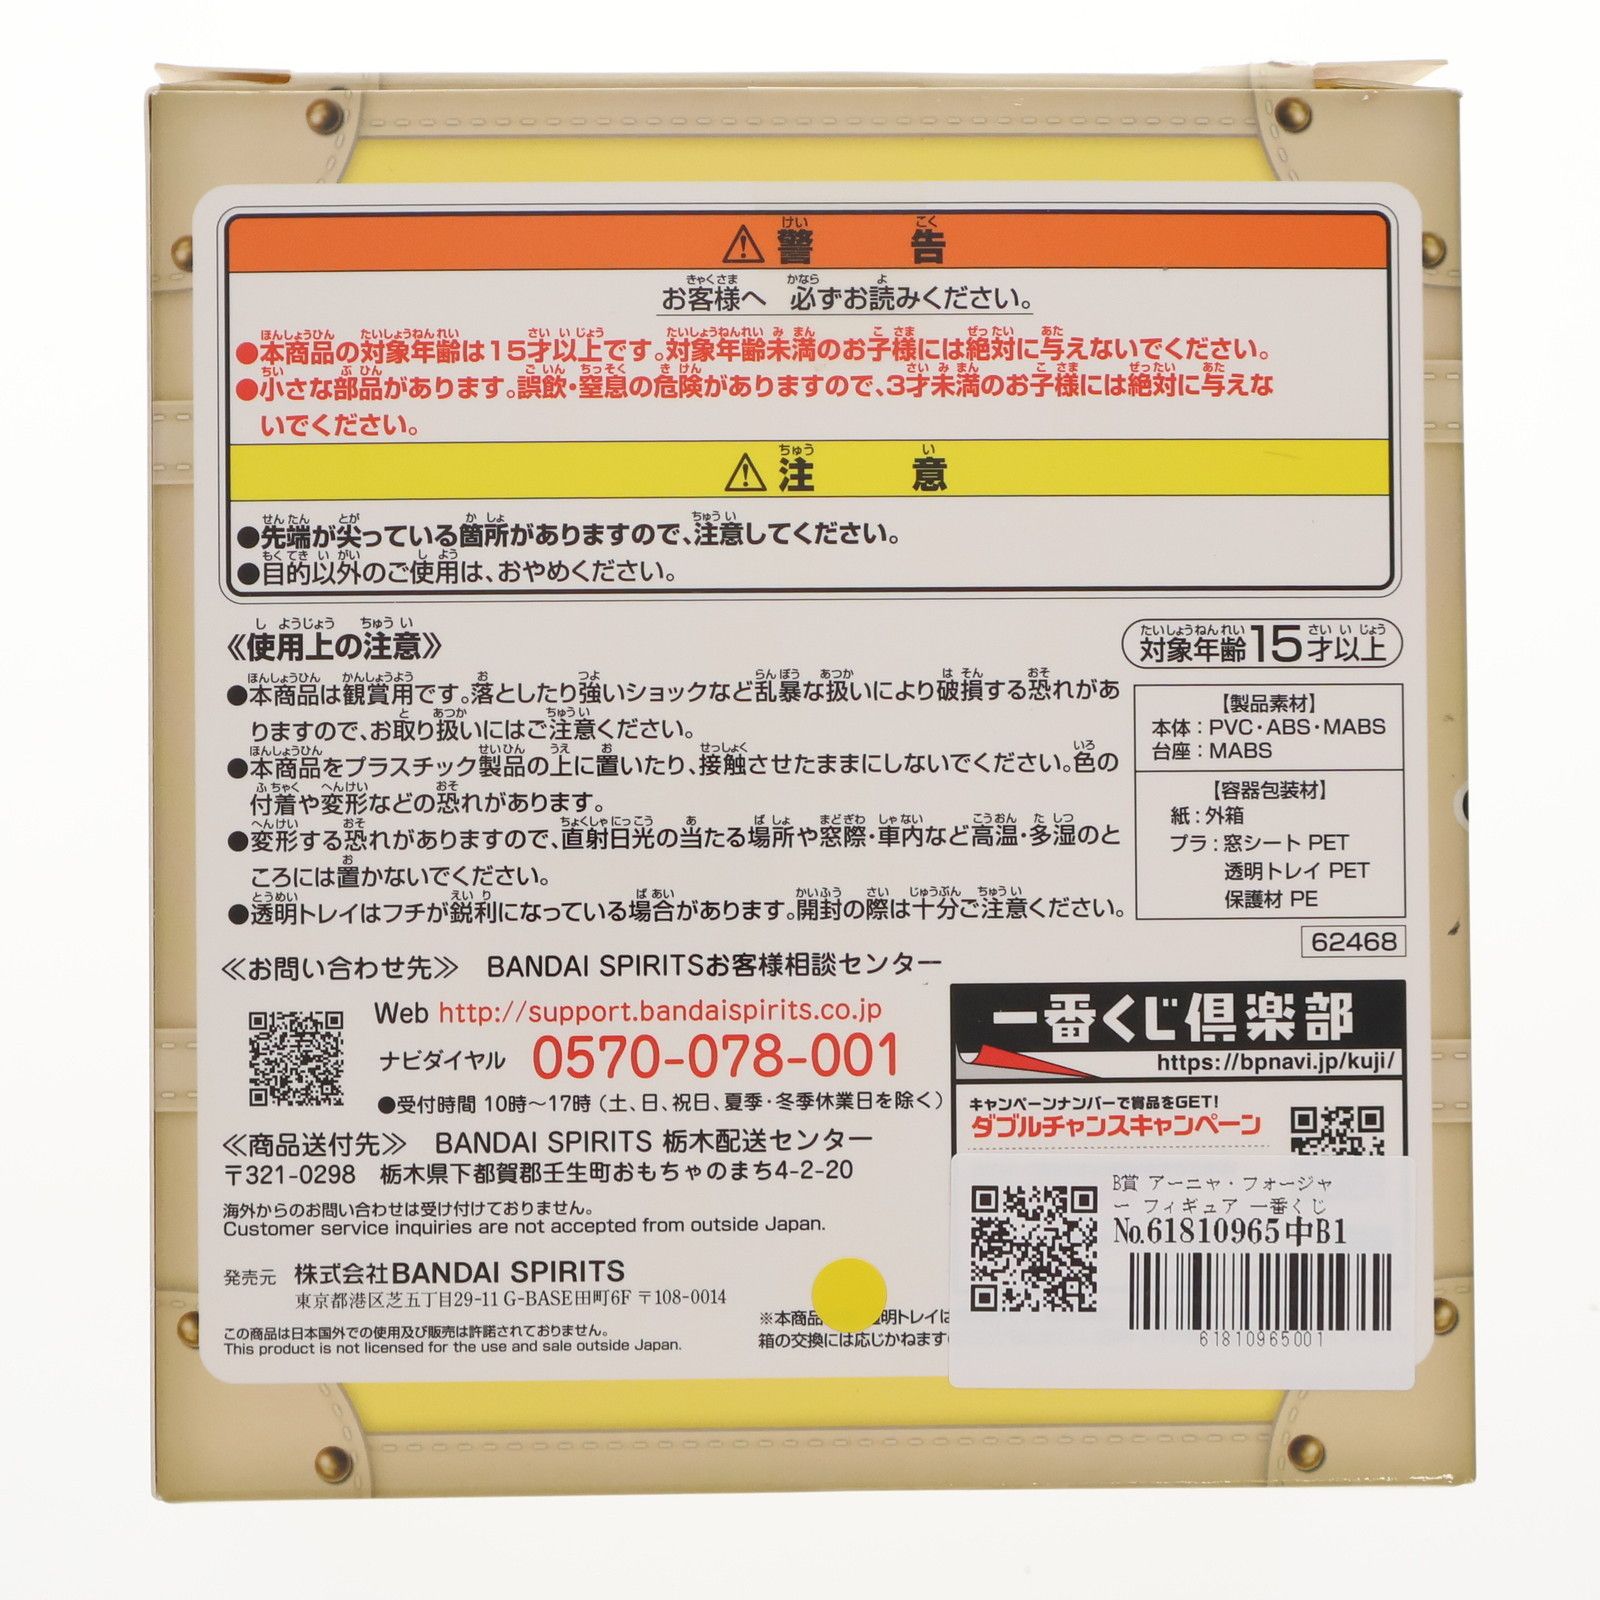 ⚠警告
お客様へ 必ずお読みください。
●本商品の対象年齢は15才以上です。対象年齢未満のお子様には絶対に与えないでください。
●小さな部品があります。誤飲・窒息の危険がありますので、3才未満のお子様には絶対に与えな
いでください。
⚠注意
●先端が尖っている箇所がありますので、注意してください。
●目的以外のご使用は、おやめください。
《使用上の注意》
●本商品は観賞用です。落としたり強いショックなど乱暴な扱いにより破損する恐れがあ
りますので、お取り扱いにはご注意ください。
●本商品をプラスチック製品の上に置いたり、接触させたままにしないでください。色の
付着や変形などの恐れがあります。
●変形する恐れがありますので、直射日光の当たる場所や窓際・車内など高温・多湿のと
ころには置かないでください。
●透明トレイはフチが鋭利になっている場合があります。開封の際は十分ご注意ください。
対象年齢15才以上
【製品素材】
本体：PVC・ABS・MABS
台座：MABS
【容器包装材】
紙：外箱
プラ：窓シート PET
透明トレイ PET
保護材 PE
62468
≪お問い合わせ先≫ BANDAI SPIRITSお客様相談センター
Web http://support.bandaispirits.co.jp
ナビダイヤル 0570-078-001
●受付時間 10時～17時（土、日、祝日、夏季・冬季休業日を除く）
≪商品送付先≫ BANDAI SPIRITS 栃木配送センター
〒321-0298 栃木県下都賀郡壬生町おもちゃのまち4-2-20
海外からのお問い合わせは受け付けておりません。
Customer service inquiries are not accepted from outside Japan.
発売元 株式会社BANDAI SPIRITS
東京都港区芝五丁目29-11 G-BASE田町6F 〒108-0014
この商品は日本国外での使用及び販売は許諾されておりません。
This product is not licensed for the use and sale outside Japan.
一番くじ倶楽部
https://bpnavi.jp/kuji/
キャンペーンナンバーで賞品をGET!
ダブルチャンスキャンペーン
※本商品 透明トレイは
箱の交換には応じかねます
B賞 アーニャ・フォージャ
ー フィギュア 一番くじ
No.61810965中B1
61810965001